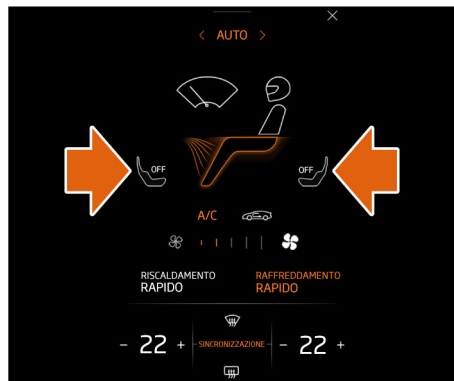 < AUTO >
OFF
OFF
A/C
RISCALDAMENTO
RAPIDO
RAFFREDDAMENTO
RAPIDO
- 22 +
SINCRONIZZAZIONE
- 22 +